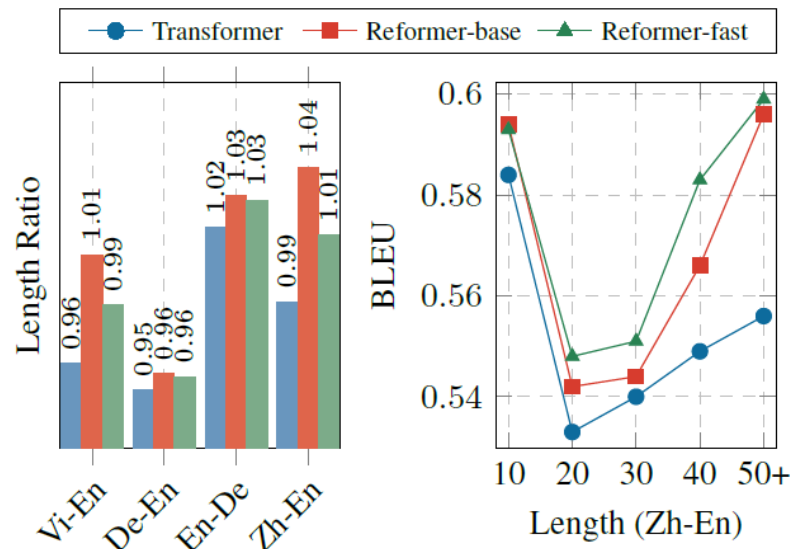 Transformer Reformer-base Reformer-fast
Length Ratio
0.96 1.01 0.99
0.95 0.96 0.96
1.02 1.03 1.03
0.99 1.04 1.01
Vi-En De-En En-De Zh-En
BLEU
0.6
0.58
0.56
0.54
10 20 30 40 50+
Length (Zh-En)